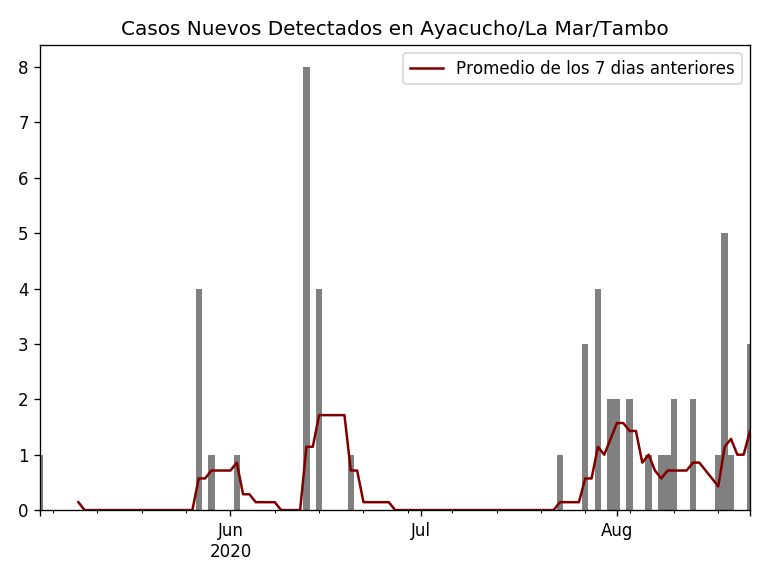 Casos Nuevos Detectados en Ayacucho/La Mar/Tambo
Promedio de los 7 dias anteriores
8
7
6
5
4
3
2
1
0
Jun
2020
Jul
Aug